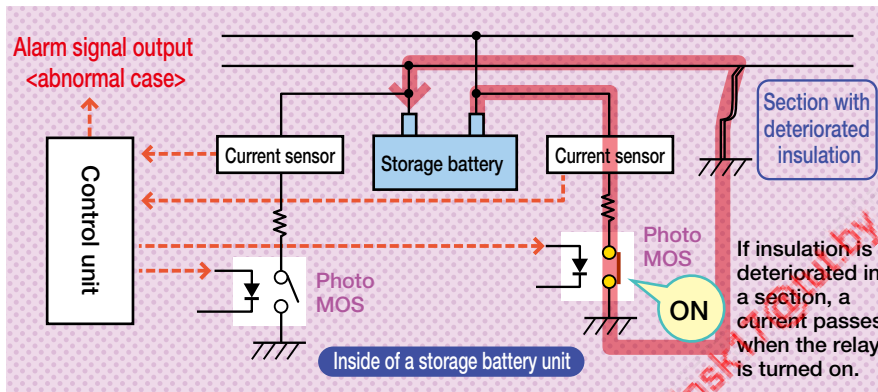 Alarm signal output
<abnormal case>
Control unit
Current sensor
Storage battery
Current sensor
Section with
deteriorated
insulation
Photo
MOS
Photo
MOS
ON
If insulation is
deteriorated in
a section, a
current passes
when the relay
is turned on.
Inside of a storage battery unit